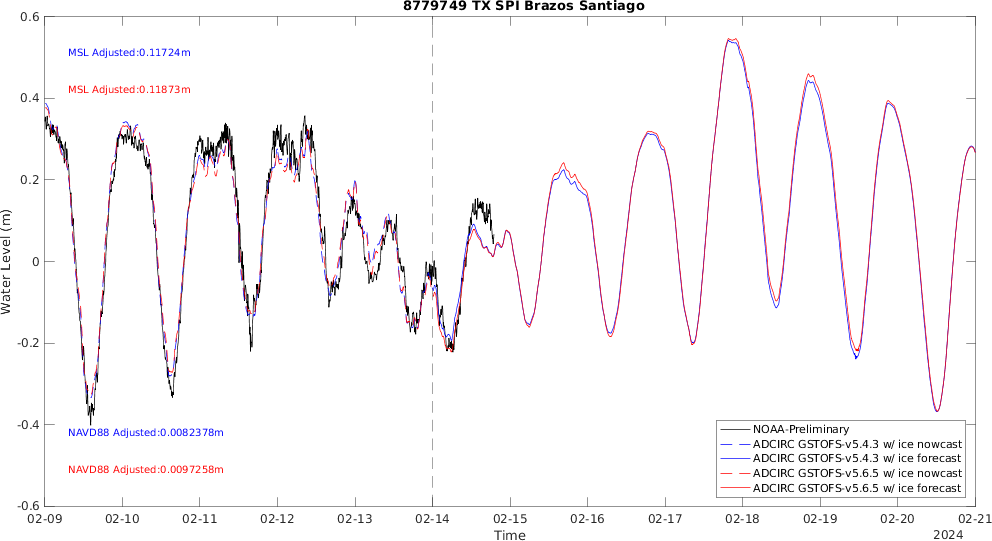 8779749 TX SPI Brazos Santiago
0.6
0.4
0.2
0
-0.2
-0.4
-0.6
Water Level (m)
MSL Adjusted:0.11724m
MSL Adjusted:0.11873m
NAVD88 Adjusted:0.0082378m
NAVD88 Adjusted:0.0097258m
NOAA-Preliminary
ADCIRC GSTOFS-v5.4.3 w/ ice nowcast
ADCIRC GSTOFS-v5.4.3 w/ ice forecast
ADCIRC GSTOFS-v5.6.5 w/ ice nowcast
ADCIRC GSTOFS-v5.6.5 w/ ice forecast
02-09 02-10 02-11 02-12 02-13 02-14 02-15 02-16 02-17 02-18 02-19 02-20 02-21
Time
2024